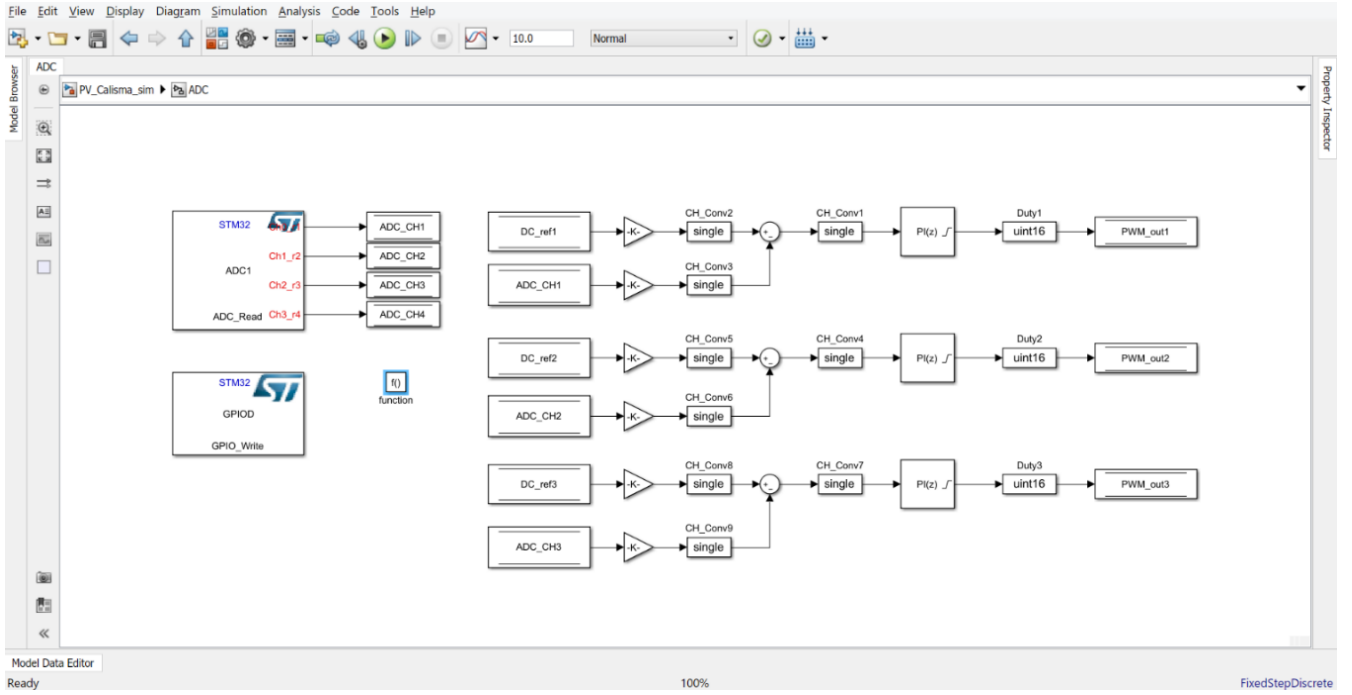 File Edit View Display Diagram Simulation Analysis Code Tools Help
10.0 Normal
Model Browser
ADC
PV_Calisma_sim ADC
Property Inspector
STM32
Ch1_r2
ADC1
Ch2_r3
ADC_Read Ch3_r4
ADC_CH1
ADC_CH2
ADC_CH3
ADC_CH4
STM32
GPIOD
GPIO_Write
f()
function
DC_ref1 -K- CH_Conv2 single + - CH_Conv1 single PI(z) Duty1 uint16 PWM_out1
ADC_CH1 -K- CH_Conv3 single
DC_ref2 -K- CH_Conv5 single + - CH_Conv4 single PI(z) Duty2 uint16 PWM_out2
ADC_CH2 -K- CH_Conv6 single
DC_ref3 -K- CH_Conv8 single + - CH_Conv7 single PI(z) Duty3 uint16 PWM_out3
ADC_CH3 -K- CH_Conv9 single
Model Data Editor
Ready 100% FixedStepDiscrete